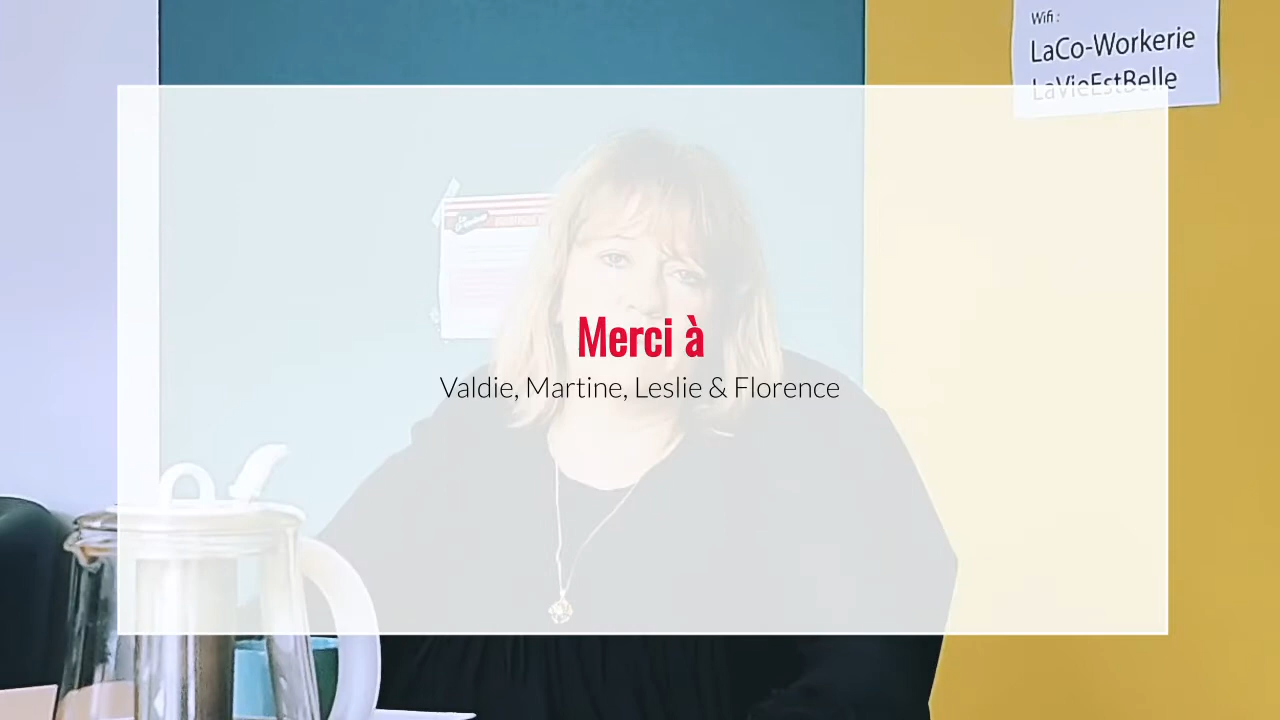 Wifi :
LaCo-Workerie
LaVieEstBelle
Merci à
Valdie, Martine, Leslie & Florence